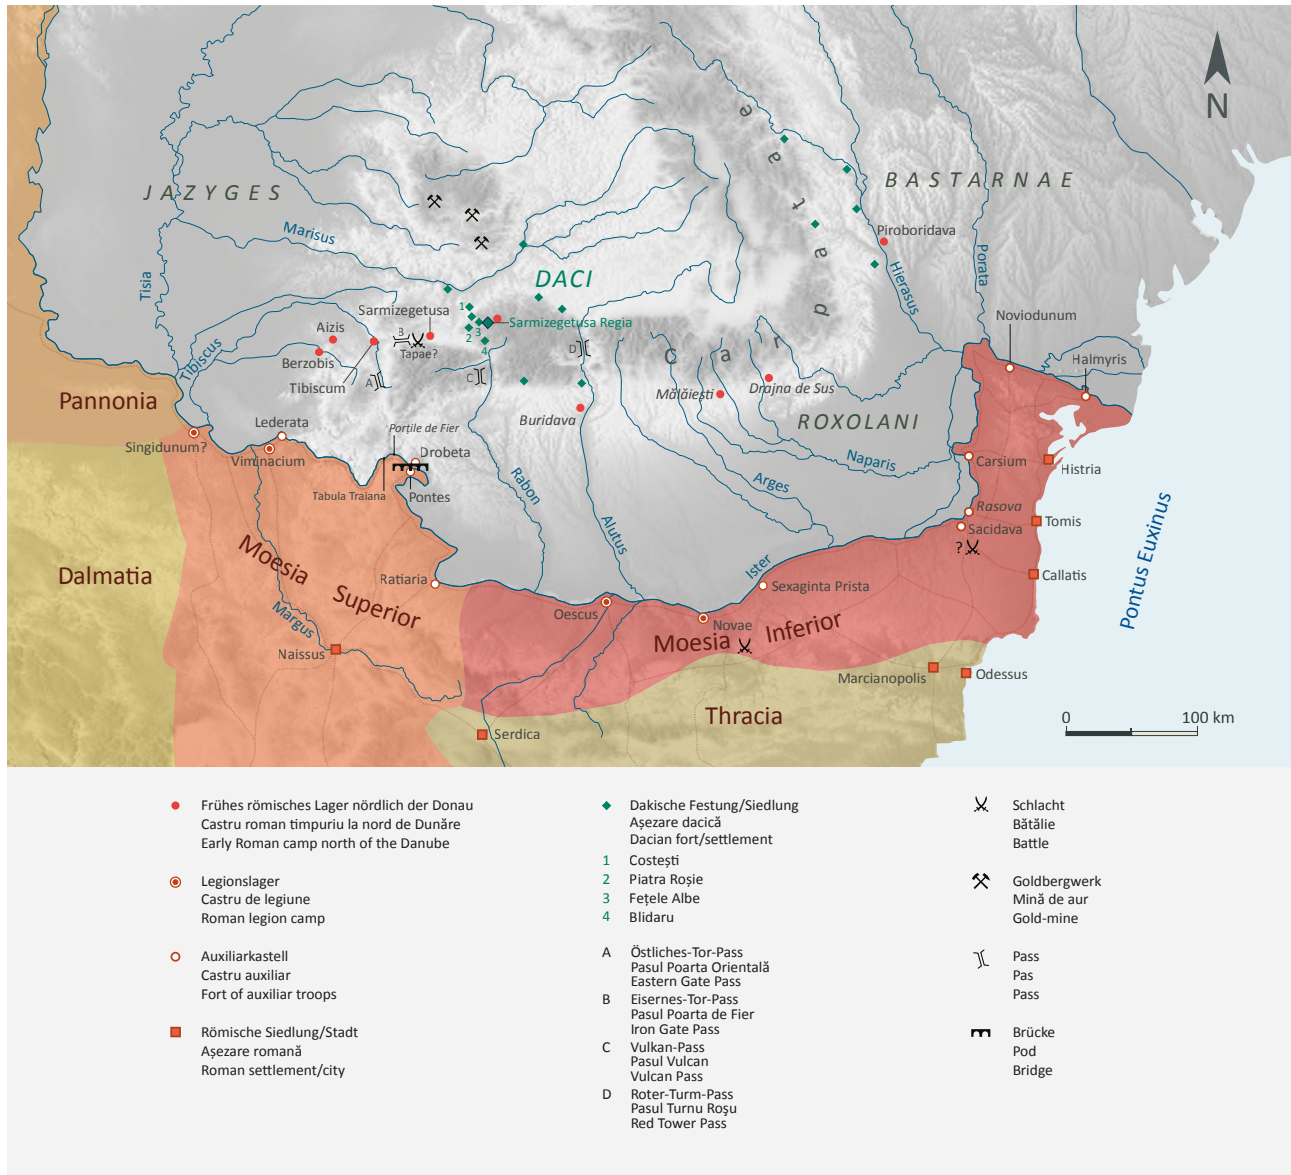 N
JAZYGES
BASTARNAE
DACI
ROXOLANI
Carpatae
Marisus
Tisia
Tibiscus
Hierasus
Porata
Piroboridava
Sarmizegetusa
Sarmizegetusa Regia
Aizis
Berzobis
Tibiscum
Tapae?
1
2
3
4
A
B
C
D
Noviodunum
Halmyris
Mălăiești
Drajna de Sus
Buridava
Pannonia
Singidunum?
Lederata
Viminacium
Porțile de Fier
Drobeta
Tabula Traiana
Pontes
Rabon
Alutus
Arges
Naparis
Carsium
Histria
Rasova
Sacidava
?
Tomis
Callatis
Ister
Sexaginta Prista
Dalmatia
Moesia Superior
Margus
Ratiaria
Naissus
Oescus
Novae
Moesia Inferior
Marcianopolis
Odessus
Thracia
Serdica
Pontus Euxinus
0 100 km
Frühes römisches Lager nördlich der Donau
Castru roman timpuriu la nord de Dunăre
Early Roman camp north of the Danube
Legionslager
Castru de legiune
Roman legion camp
Auxiliarkastell
Castru auxiliar
Fort of auxiliar troops
Römische Siedlung/Stadt
Așezare romană
Roman settlement/city
Dakische Festung/Siedlung
Așezare dacică
Dacian fort/settlement
1 Costești
2 Piatra Roșie
3 Fețele Albe
4 Blidaru
A Östliches-Tor-Pass
Pasul Poarta Orientală
Eastern Gate Pass
B Eisernes-Tor-Pass
Pasul Poarta de Fier
Iron Gate Pass
C Vulkan-Pass
Pasul Vulcan
Vulcan Pass
D Roter-Turm-Pass
Pasul Turnu Roşu
Red Tower Pass
Schlacht
Bătălie
Battle
Goldbergwerk
Mină de aur
Gold-mine
Pass
Pas
Pass
Brücke
Pod
Bridge